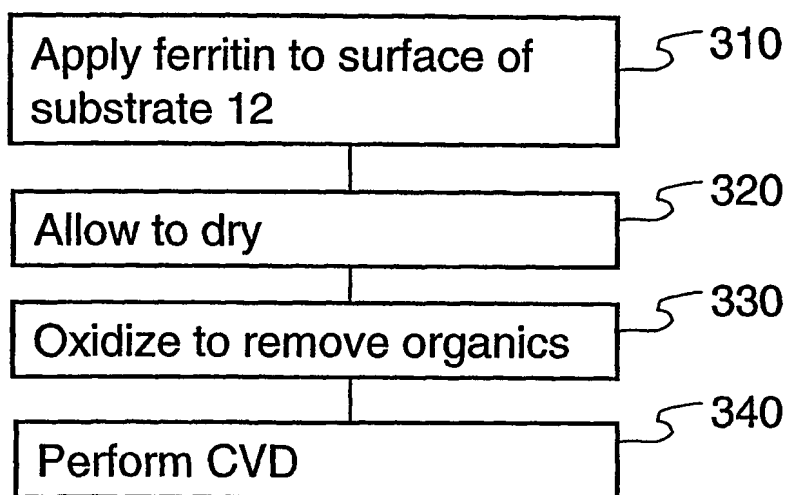 Apply ferritin to surface of
substrate 12
310
Allow to dry
320
Oxidize to remove organics
330
Perform CVD
340